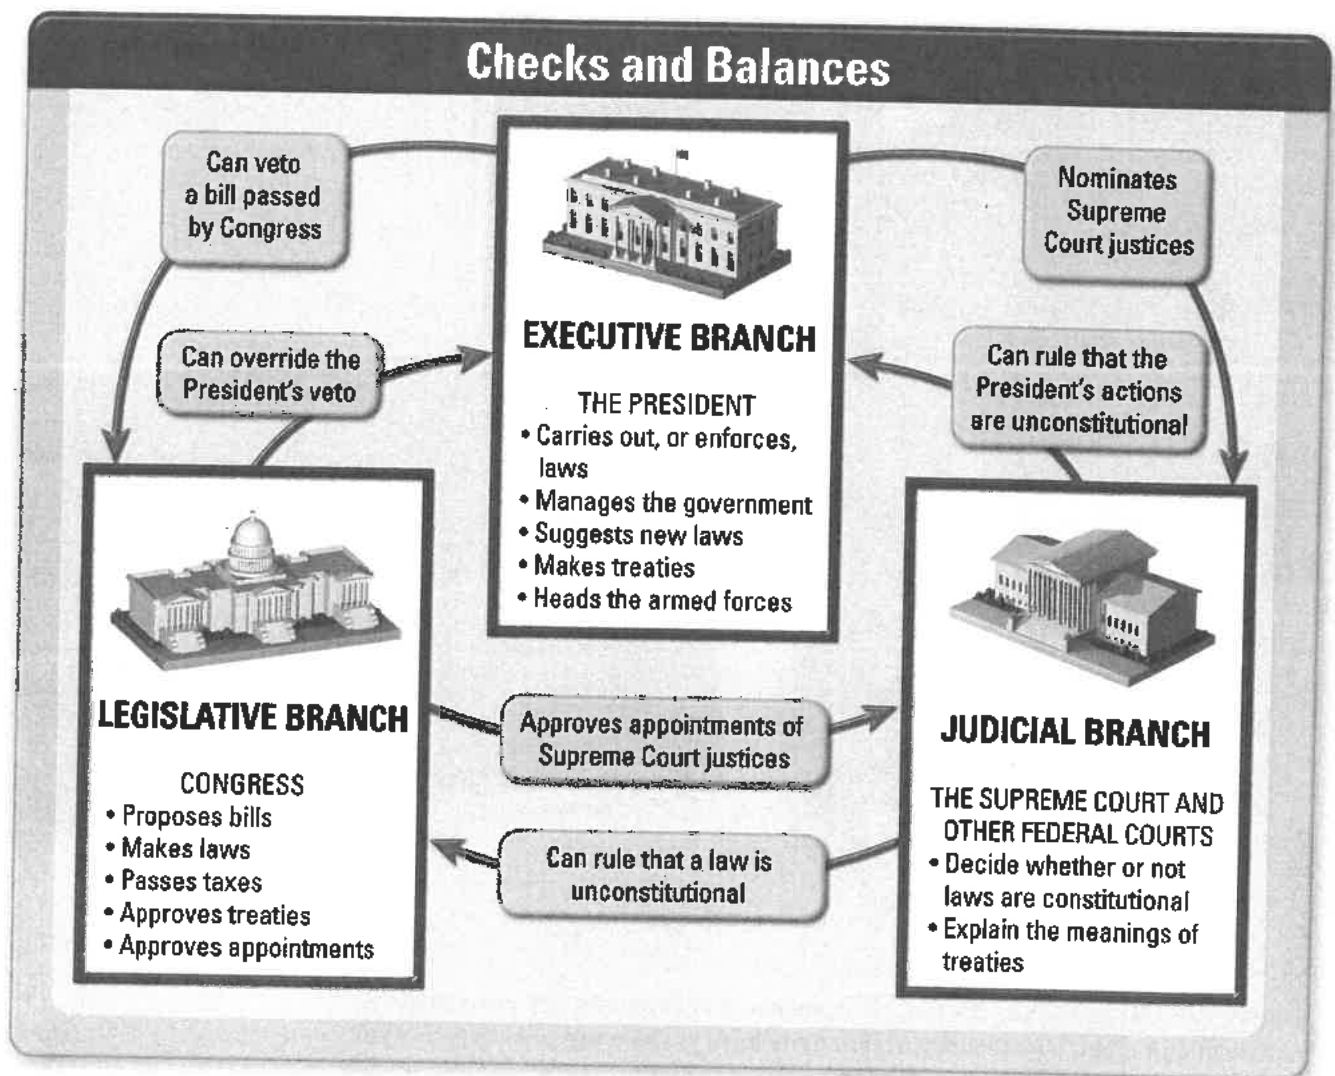 Checks and Balances
Can veto
a bill passed
by Congress
Nominates
Supreme
Court justices
Can override the
President's veto
Can rule that the
President's actions
are unconstitutional
EXECUTIVE BRANCH
THE PRESIDENT
• Carries out, or enforces,
laws
• Manages the government
• Suggests new laws
• Makes treaties
• Heads the armed forces
LEGISLATIVE BRANCH
CONGRESS
• Proposes bills
• Makes laws
• Passes taxes
• Approves treaties
• Approves appointments
Approves appointments of
Supreme Court justices
Can rule that a law is
unconstitutional
JUDICIAL BRANCH
THE SUPREME COURT AND
OTHER FEDERAL COURTS
• Decide whether or not
laws are constitutional
• Explain the meanings of
treaties